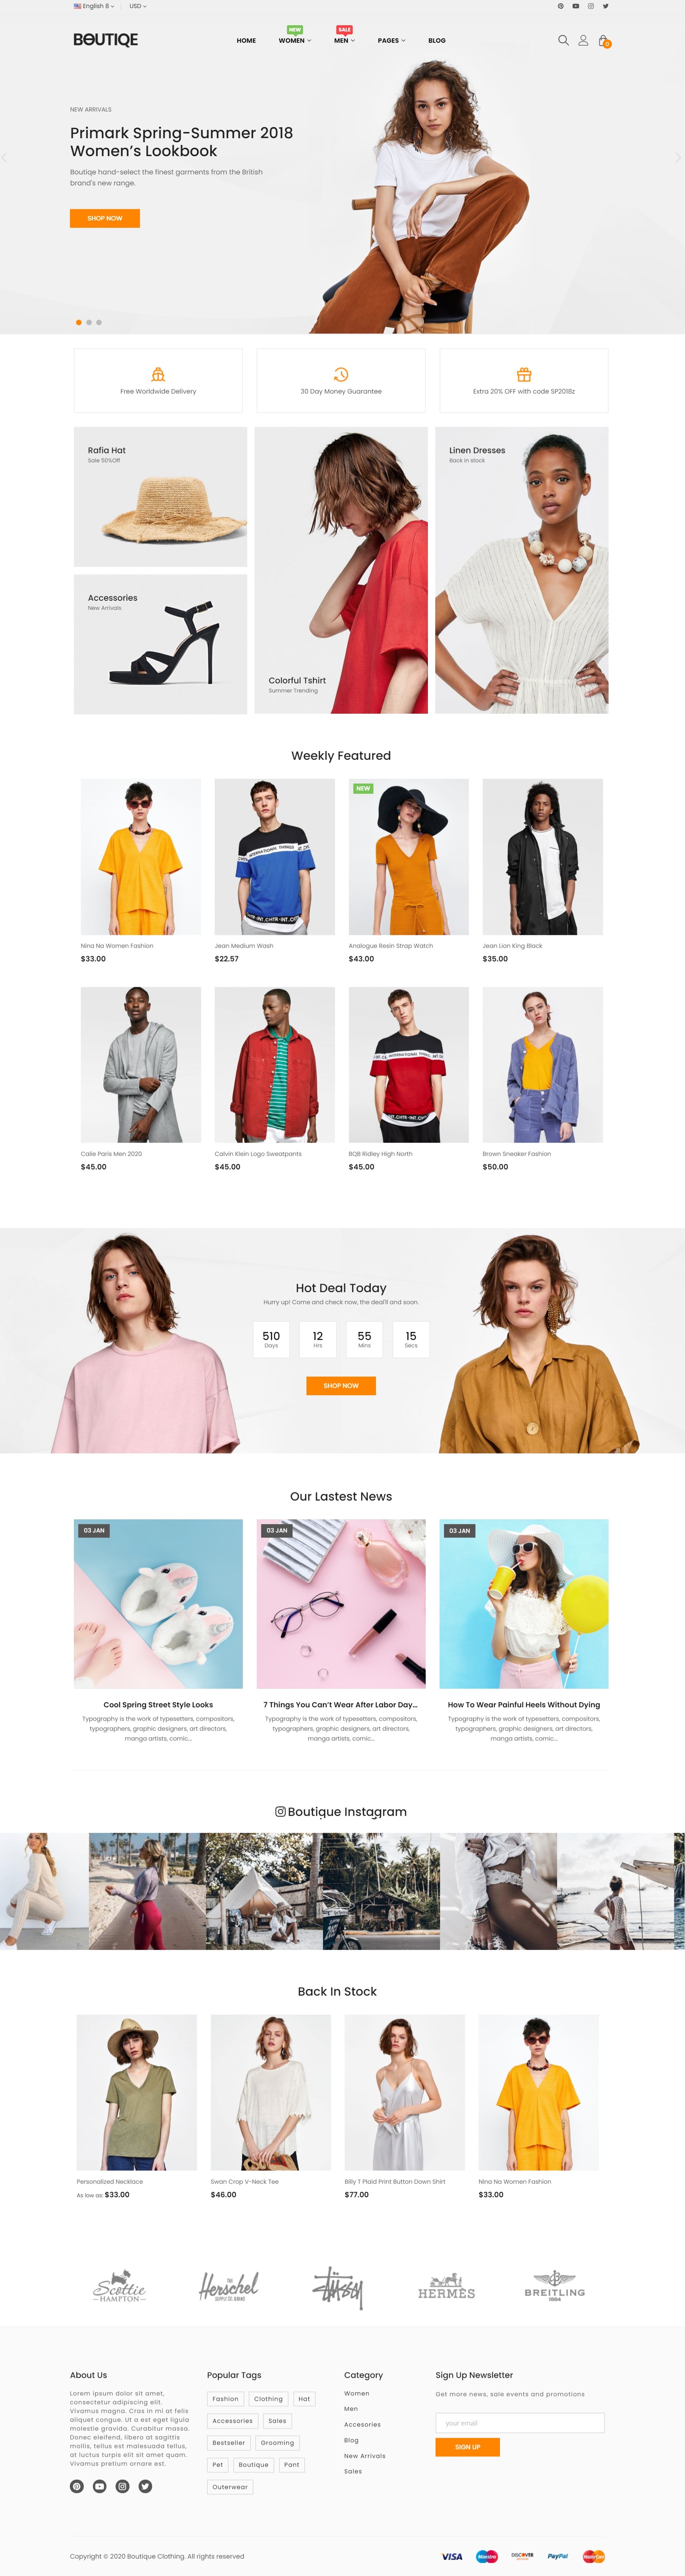 English 8
USD
BOUTIQE
HOME
NEW
WOMEN
SALE
MEN
PAGES
BLOG
0
NEW ARRIVALS
Primark Spring-Summer 2018
Women's Lookbook
Boutiqe hand-select the finest garments from the British
brand's new range.
SHOP NOW
Free Worldwide Delivery
30 Day Money Guarantee
Extra 20% OFF with code SP2018z
Rafia Hat
Sale 50%Off
Accessories
New Arrivals
Colorful Tshirt
Summer Trending
Linen Dresses
Back in stock
Weekly Featured
INTERNATIONAL THINGS
INT.CHTR-INT.CHT
NEW
Nina Na Women Fashion
$33.00
Jean Medium Wash
$22.57
Analogue Resin Strap Watch
$43.00
Jean Lion King Black
$35.00
INTERNATIONAL THINGS
Calie Paris Men 2020
$45.00
Calvin Klein Logo Sweatpants
$45.00
BQB Ridley High North
$45.00
Brown Sneaker Fashion
$50.00
Hot Deal Today
Hurry up! Come and check now, the deal'll and soon.
510
Days
12
Hrs
55
Mins
15
Secs
SHOP NOW
Our Lastest News
03 JAN
03 JAN
03 JAN
Cool Spring Street Style Looks
Typography is the work of typesetters, compositors,
typographers, graphic designers, art directors,
manga artists, comic...
7 Things You Can't Wear After Labor Day...
Typography is the work of typesetters, compositors,
typographers, graphic designers, art directors,
manga artists, comic...
How To Wear Painful Heels Without Dying
Typography is the work of typesetters, compositors,
typographers, graphic designers, art directors,
manga artists, comic...
Boutique Instagram
Back In Stock
Personalized Necklace
As low as: $33.00
Swan Crop V-Neck Tee
$46.00
Billy T Plaid Print Button Down Shirt
$77.00
Nina Na Women Fashion
$33.00
Scottie
HAMPTON
THE
Herschel
SUPPLY CO. BRAND
STÜSSY
HERMÈS
BREITLING
1884
About Us
Lorem ipsum dolor sit amet,
consectetur adipiscing elit.
Vivamus magna. Cras in mi at felis
aliquet congue. Ut a est eget ligula
molestie gravida. Curabitur massa.
Donec eleifend, libero at sagittis
mollis, tellus est malesuada tellus,
at luctus turpis elit sit amet quam.
Vivamus pretium ornare est.
Popular Tags
Fashion
Clothing
Hat
Accessories
Sales
Bestseller
Grooming
Pet
Boutique
Pant
Outerwear
Category
Women
Men
Accesories
Blog
New Arrivals
Sales
Sign Up Newsletter
Get more news, sale events and promotions
your email
SIGN UP
Copyright © 2020 Boutique Clothing. All rights reserved
VISA
Maestro
DISCOVER
PayPal
MasterCard